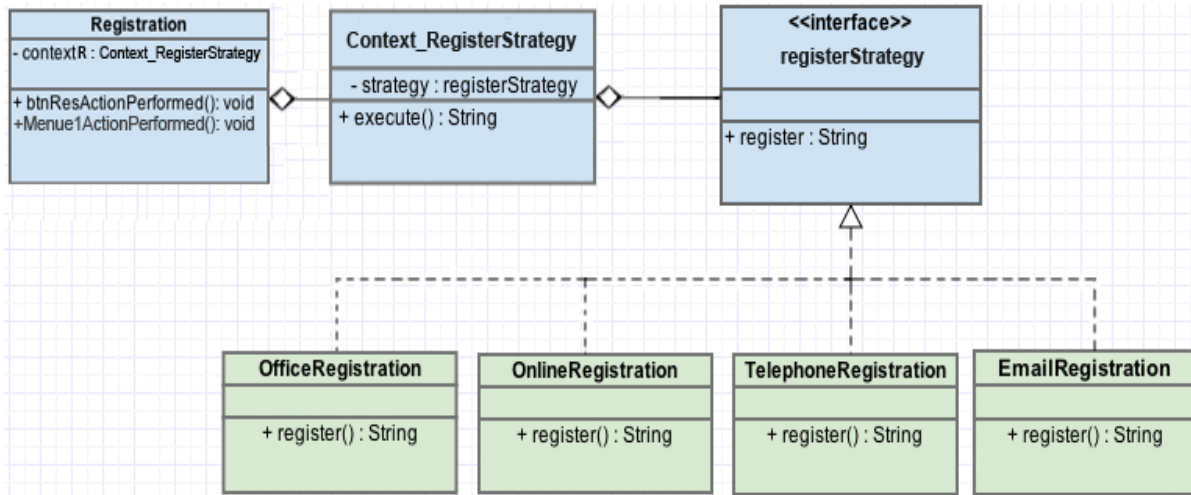 Registration
- contextR : Context_RegisterStrategy
+ btnResActionPerformed(): void
+Menue1ActionPerformed(): void
Context_RegisterStrategy
- strategy : registerStrategy
+ execute() : String
<<interface>>
registerStrategy
+ register : String
OfficeRegistration
+ register() : String
OnlineRegistration
+ register() : String
TelephoneRegistration
+ register() : String
EmailRegistration
+ register() : String